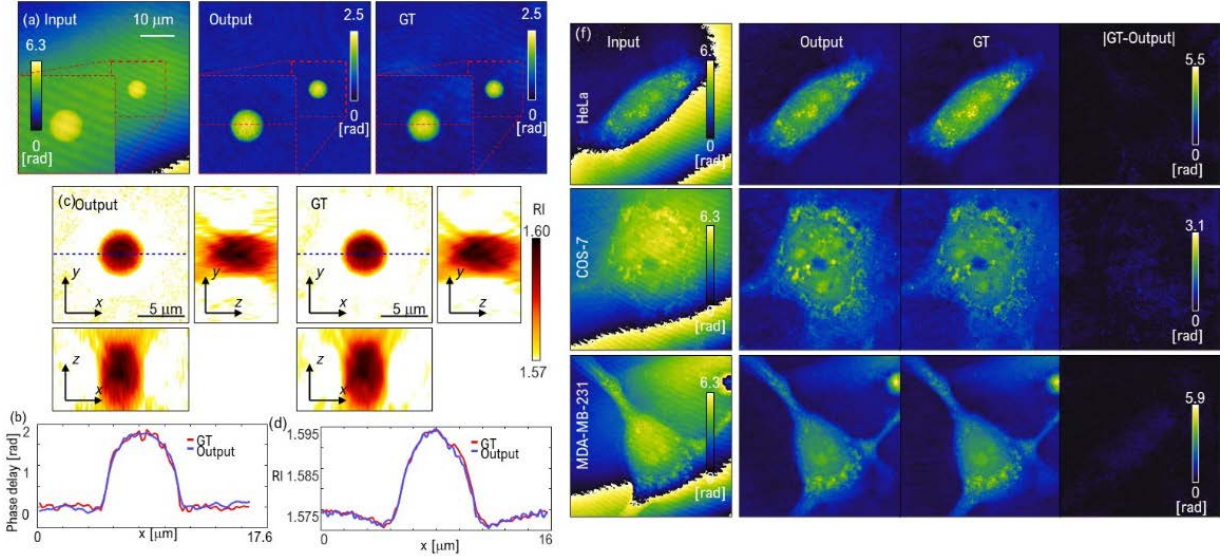 (a) Input
10 μm
6.3
0
[rad]
Output
2.5
0
[rad]
GT
2.5
0
[rad]
(c) Output
y
x
5 μm
y
z
z
x
GT
y
x
5 μm
y
z
z
x
RI
1.60
1.57
(b)
Phase delay [rad]
2
1
0
GT
Output
0
x [μm]
17.6
(d)
1.595
1.585
1.575
RI
GT
Output
0
x [μm]
16
(f)
Input
Output
GT
|GT-Output|
HeLa
[rad]
5.5
0
[rad]
COS-7
6.3
[rad]
3.1
0
[rad]
MDA-MB-231
6.3
[rad]
5.9
0
[rad]